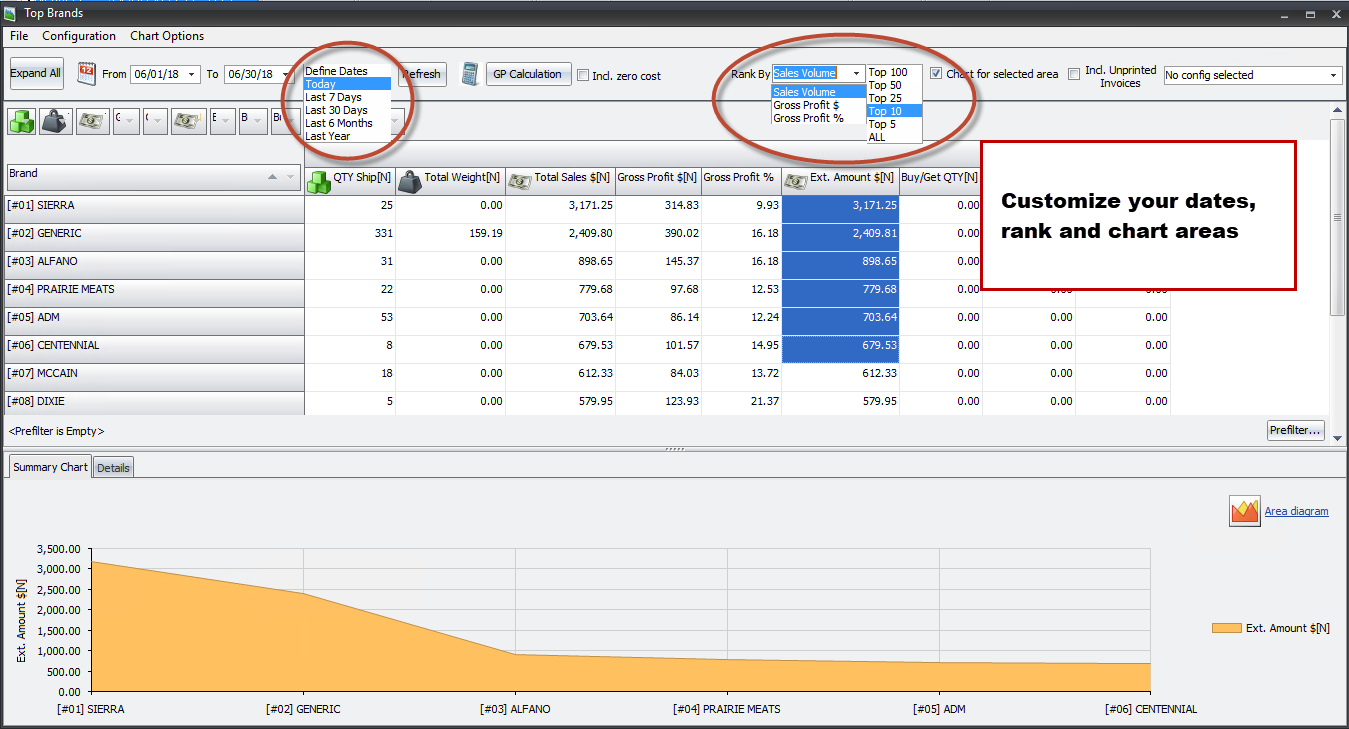 Top Brands
File Configuration Chart Options
Expand All
12
From 06/01/18 To 06/30/18
Define Dates
Today
Last 7 Days
Last 30 Days
Last 6 Months
Last Year
Refresh
GP Calculation
Incl. zero cost
Rank By Sales Volume
Sales Volume
Gross Profit $
Gross Profit %
Top 100
Top 50
Top 25
Top 10
Top 5
ALL
Chart for selected area
Incl. Unprinted
Invoices
No config selected
Brand
QTY Ship[N] Total Weight[N] Total Sales $[N] Gross Profit $[N] Gross Profit % Ext. Amount $[N] Buy/Get QTY[N]
[#01] SIERRA 25 0.00 3,171.25 314.83 9.93 3,171.25 0.00
[#02] GENERIC 331 159.19 2,409.80 390.02 16.18 2,409.81 0.00
[#03] ALFANO 31 0.00 898.65 145.37 16.18 898.65 0.00
[#04] PRAIRIE MEATS 22 0.00 779.68 97.68 12.53 779.68 0.00
[#05] ADM 53 0.00 703.64 86.14 12.24 703.64 0.00 0.00 0.00
[#06] CENTENNIAL 8 0.00 679.53 101.57 14.95 679.53 0.00 0.00 0.00
[#07] MCCAIN 18 0.00 612.33 84.03 13.72 612.33 0.00 0.00 0.00
[#08] DIXIE 5 0.00 579.95 123.93 21.37 579.95 0.00 0.00 0.00
Customize your dates,
rank and chart areas
<Prefilter is Empty>
Prefilter...
Summary Chart Details
Area diagram
3,500.00
3,000.00
2,500.00
2,000.00
1,500.00
1,000.00
500.00
0.00
Ext. Amount $[N]
[#01] SIERRA [#02] GENERIC [#03] ALFANO [#04] PRAIRIE MEATS [#05] ADM [#06] CENTENNIAL
Ext. Amount $[N]